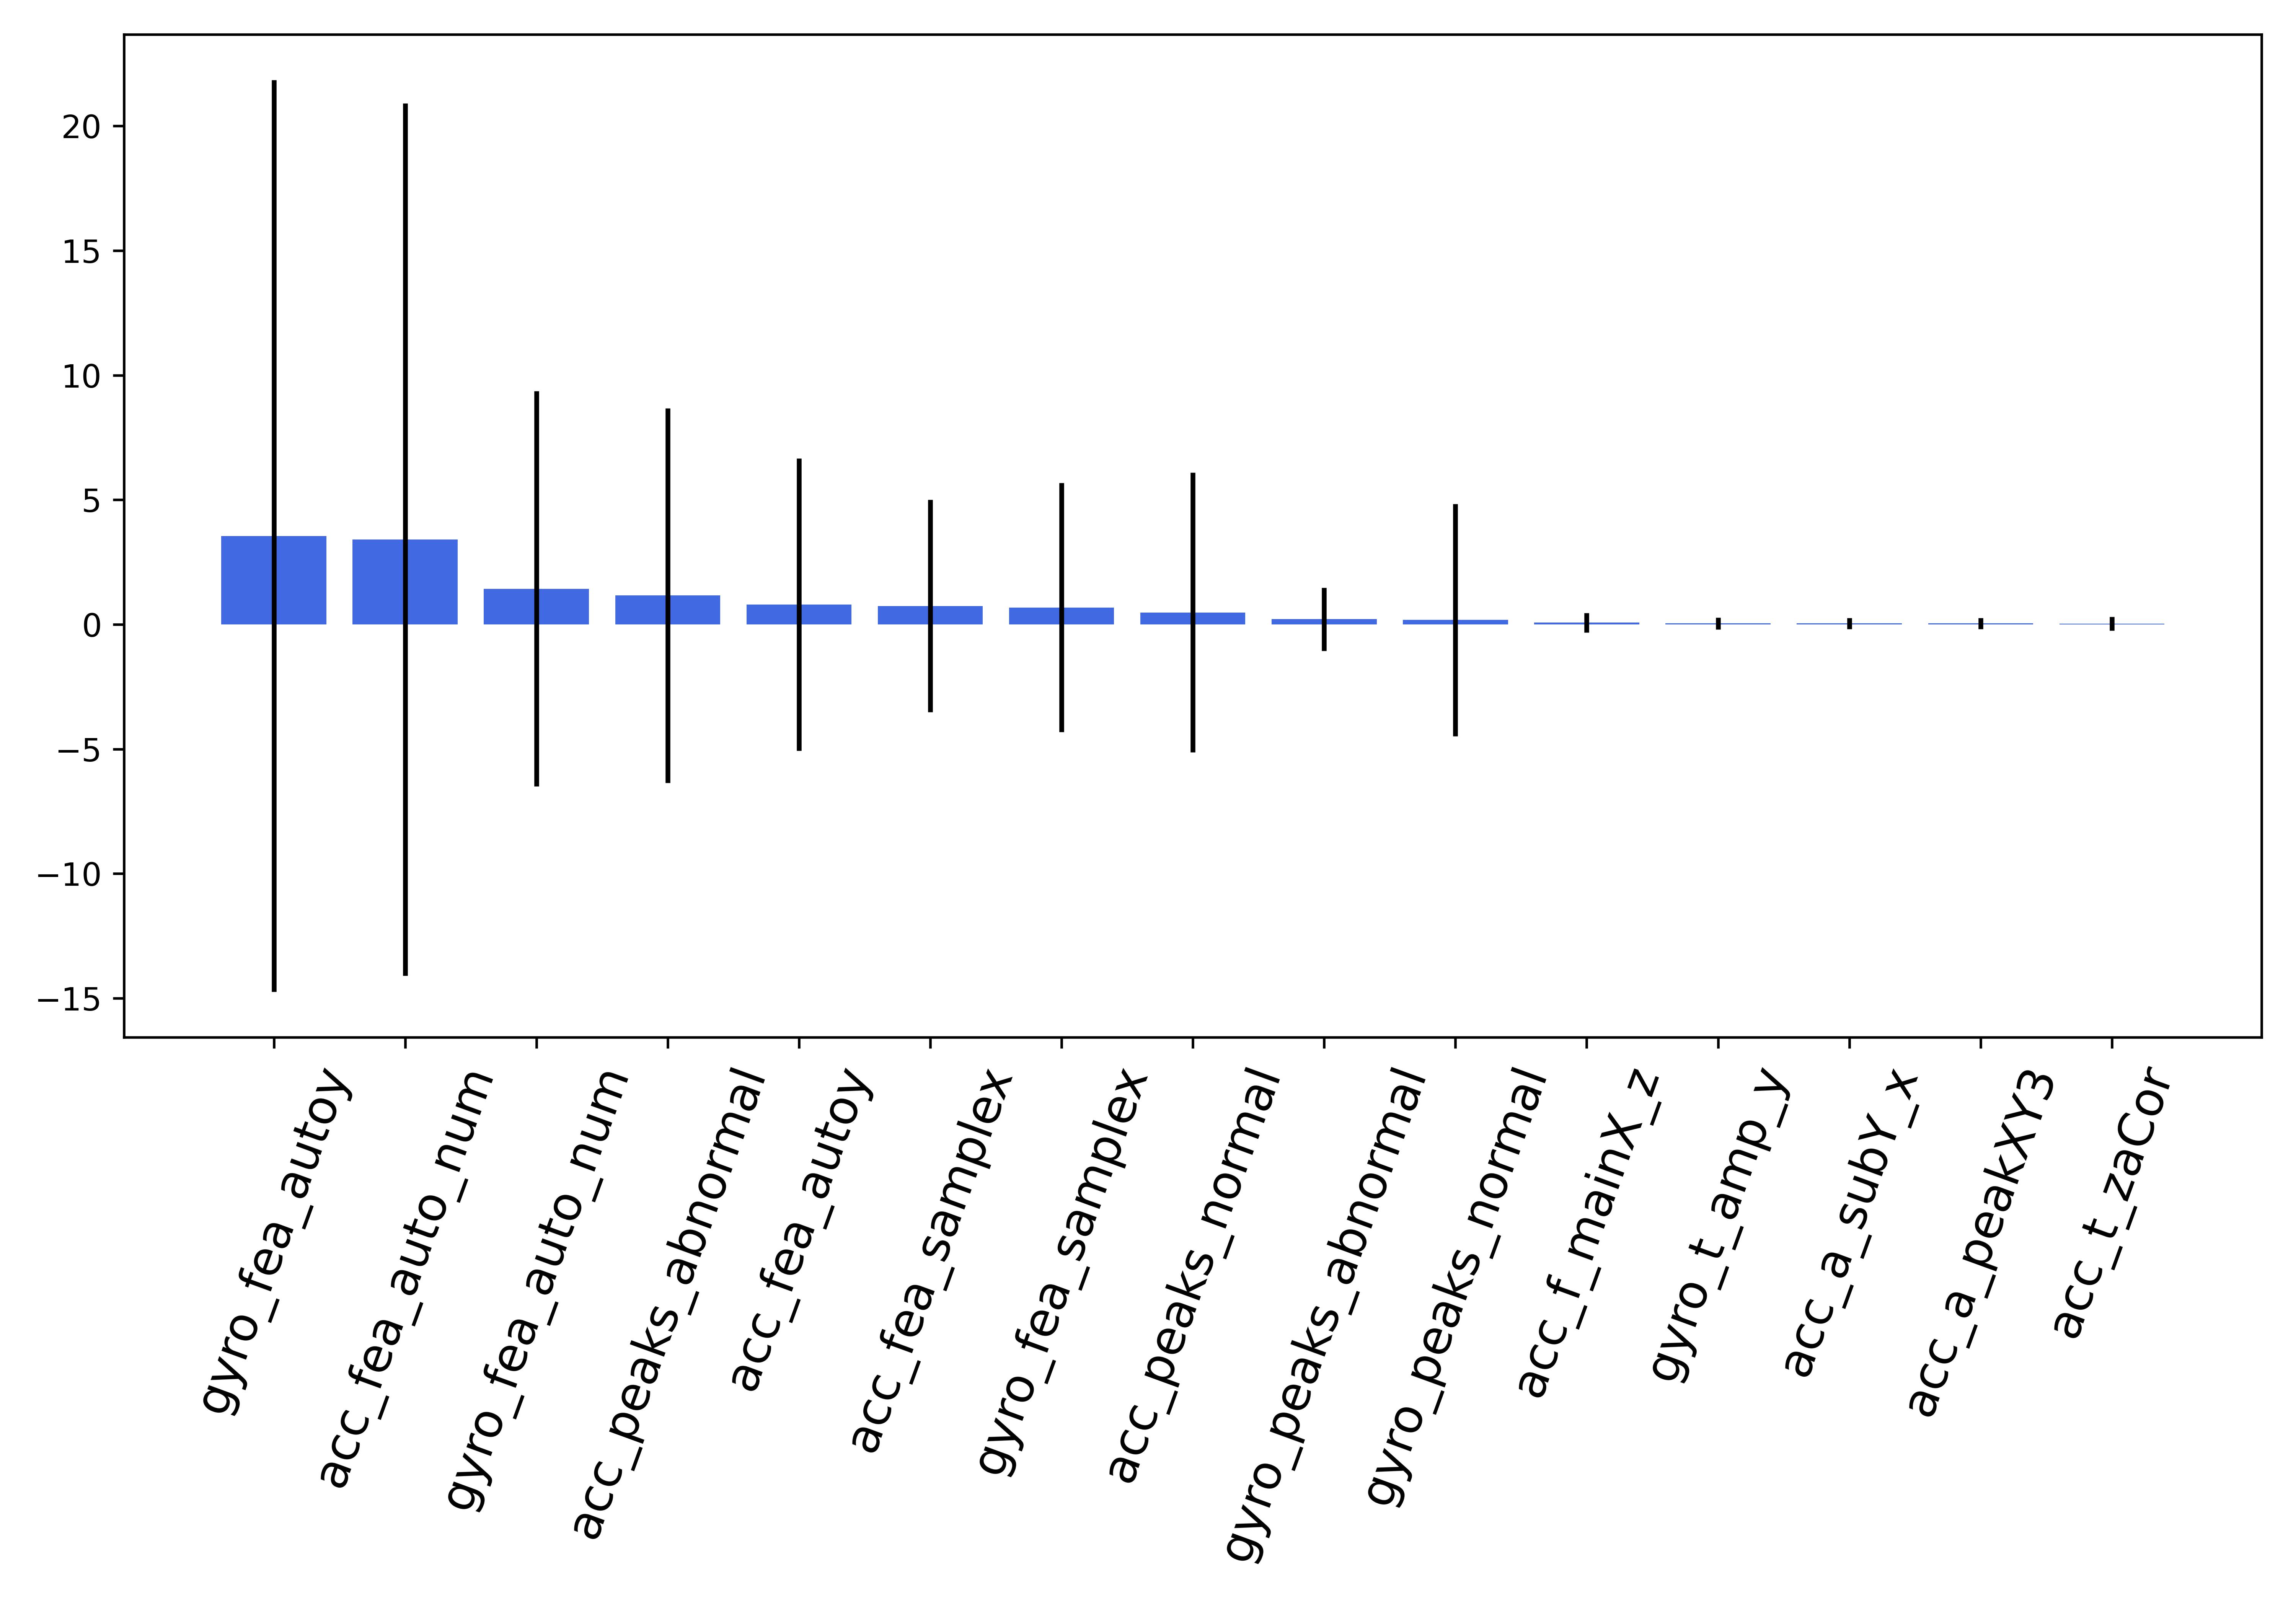 20
15
10
5
0
−5
−10
−15
gyro_fea_autoy
acc_fea_auto_num
gyro_fea_auto_num
acc_peaks_abnormal
acc_fea_autoy
acc_fea_samplex
gyro_fea_samplex
acc_peaks_normal
gyro_peaks_abnormal
gyro_peaks_normal
acc_f_mainX_z
gyro_t_amp_y
acc_a_subY_x
acc_a_peakXY3
acc_t_zaCor